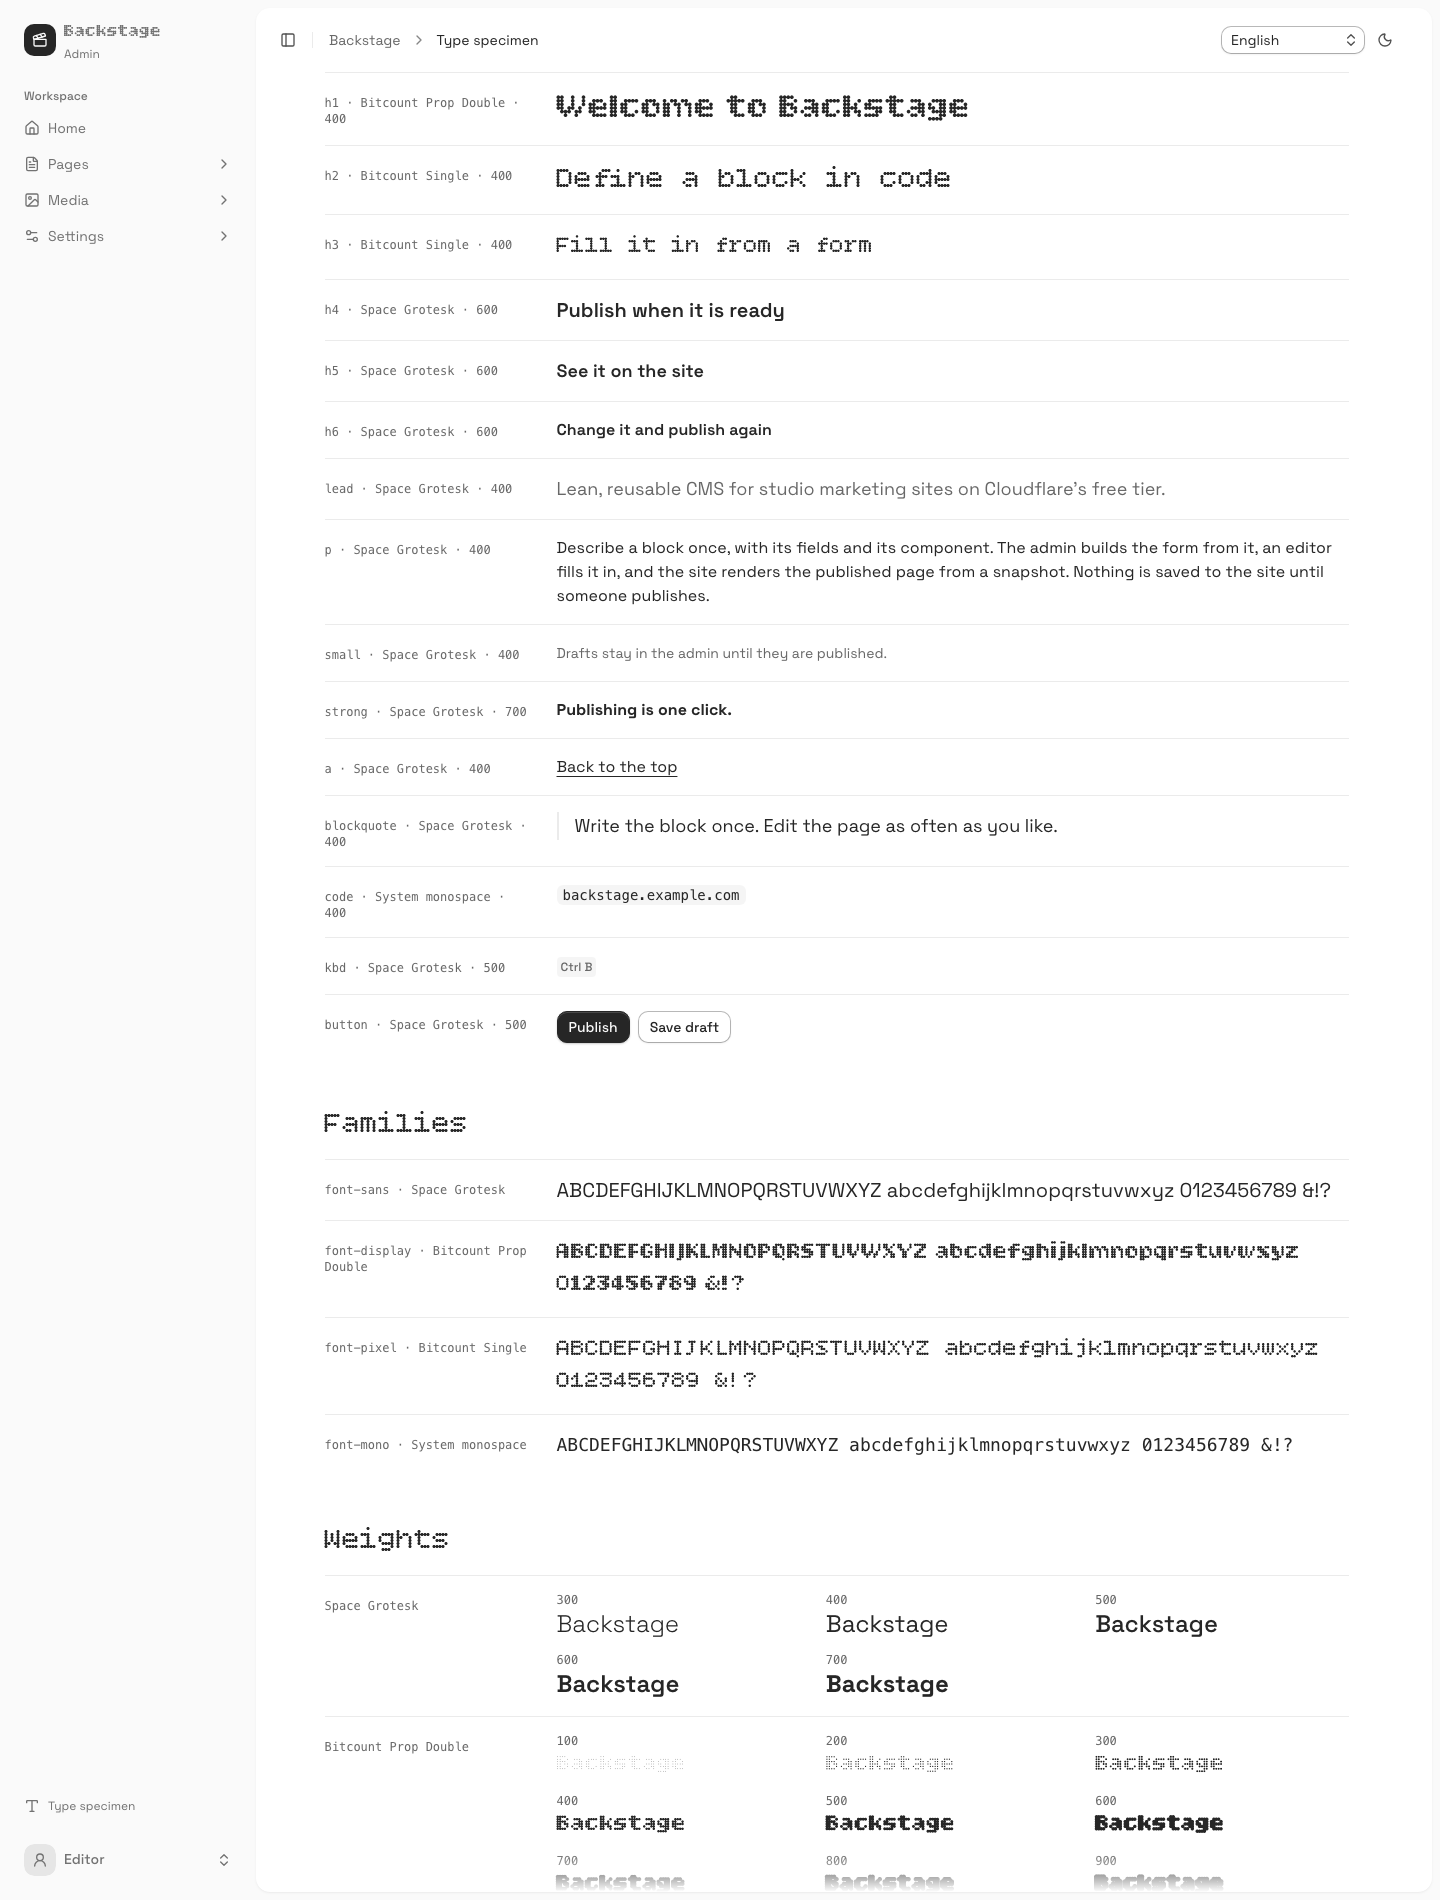 Backstage
Admin
Workspace
Home
Pages
Media
Settings
Type specimen
Editor
Backstage
Type specimen
English
h1 · Bitcount Prop Double ·
400
Welcome to Backstage
h2 · Bitcount Single · 400
Define a block in code
h3 · Bitcount Single · 400
Fill it in from a form
h4 · Space Grotesk · 600
Publish when it is ready
h5 · Space Grotesk · 600
See it on the site
h6 · Space Grotesk · 600
Change it and publish again
lead · Space Grotesk · 400
Lean, reusable CMS for studio marketing sites on Cloudflare’s free tier.
p · Space Grotesk · 400
Describe a block once, with its fields and its component. The admin builds the form from it, an editor
fills it in, and the site renders the published page from a snapshot. Nothing is saved to the site until
someone publishes.
small · Space Grotesk · 400
Drafts stay in the admin until they are published.
strong · Space Grotesk · 700
Publishing is one click.
a · Space Grotesk · 400
Back to the top
blockquote · Space Grotesk ·
400
Write the block once. Edit the page as often as you like.
code · System monospace ·
400
backstage.example.com
kbd · Space Grotesk · 500
Ctrl B
button · Space Grotesk · 500
Publish
Save draft
Families
font-sans · Space Grotesk
ABCDEFGHIJKLMNOPQRSTUVWXYZ abcdefghijklmnopqrstuvwxyz 0123456789 &!?
font-display · Bitcount Prop
Double
ABCDEFGHIJKLMNOPQRSTUVWXYZ abcdefghijklmnopqrstuvwxyz
0123456789 &!?
font-pixel · Bitcount Single
ABCDEFGHIJKLMNOPQRSTUVWXYZ abcdefghijklmnopqrstuvwxyz
0123456789 &!?
font-mono · System monospace
ABCDEFGHIJKLMNOPQRSTUVWXYZ abcdefghijklmnopqrstuvwxyz 0123456789 &!?
Weights
Space Grotesk
300
Backstage
400
Backstage
500
Backstage
600
Backstage
700
Backstage
Bitcount Prop Double
100
Backstage
200
Backstage
300
Backstage
400
Backstage
500
Backstage
600
Backstage
700
Backstage
800
Backstage
900
Backstage